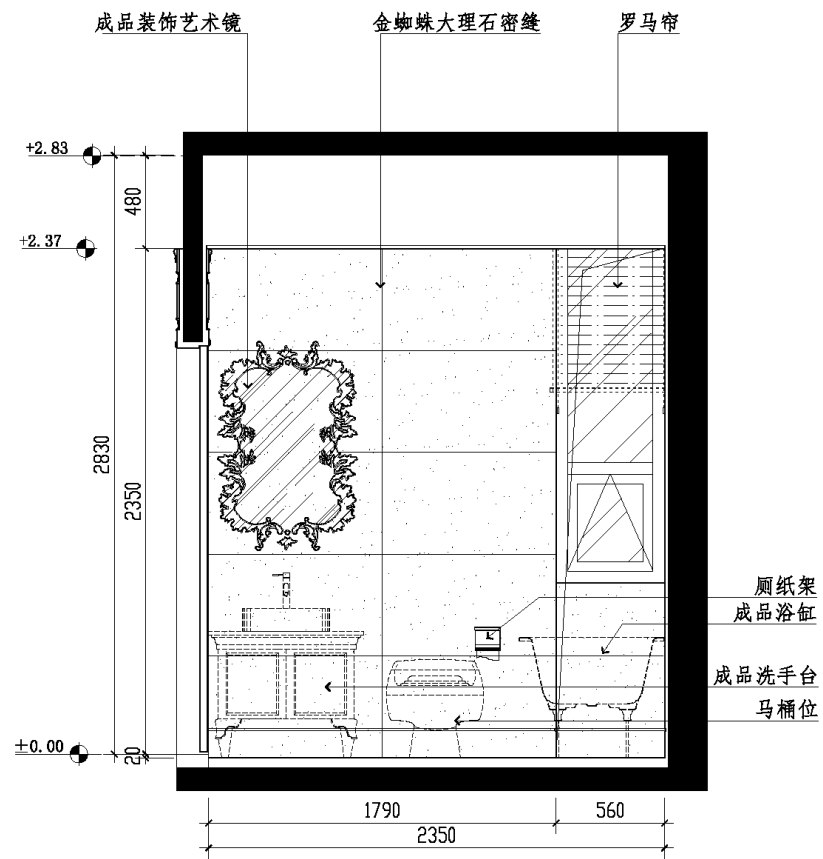 成品装饰艺术镜
金蜘蛛大理石密缝
罗马帘
+2.83
480
+2.37
2830
2350
厕纸架
成品浴缸
成品洗手台
马桶位
±0.00
20
1790
560
2350